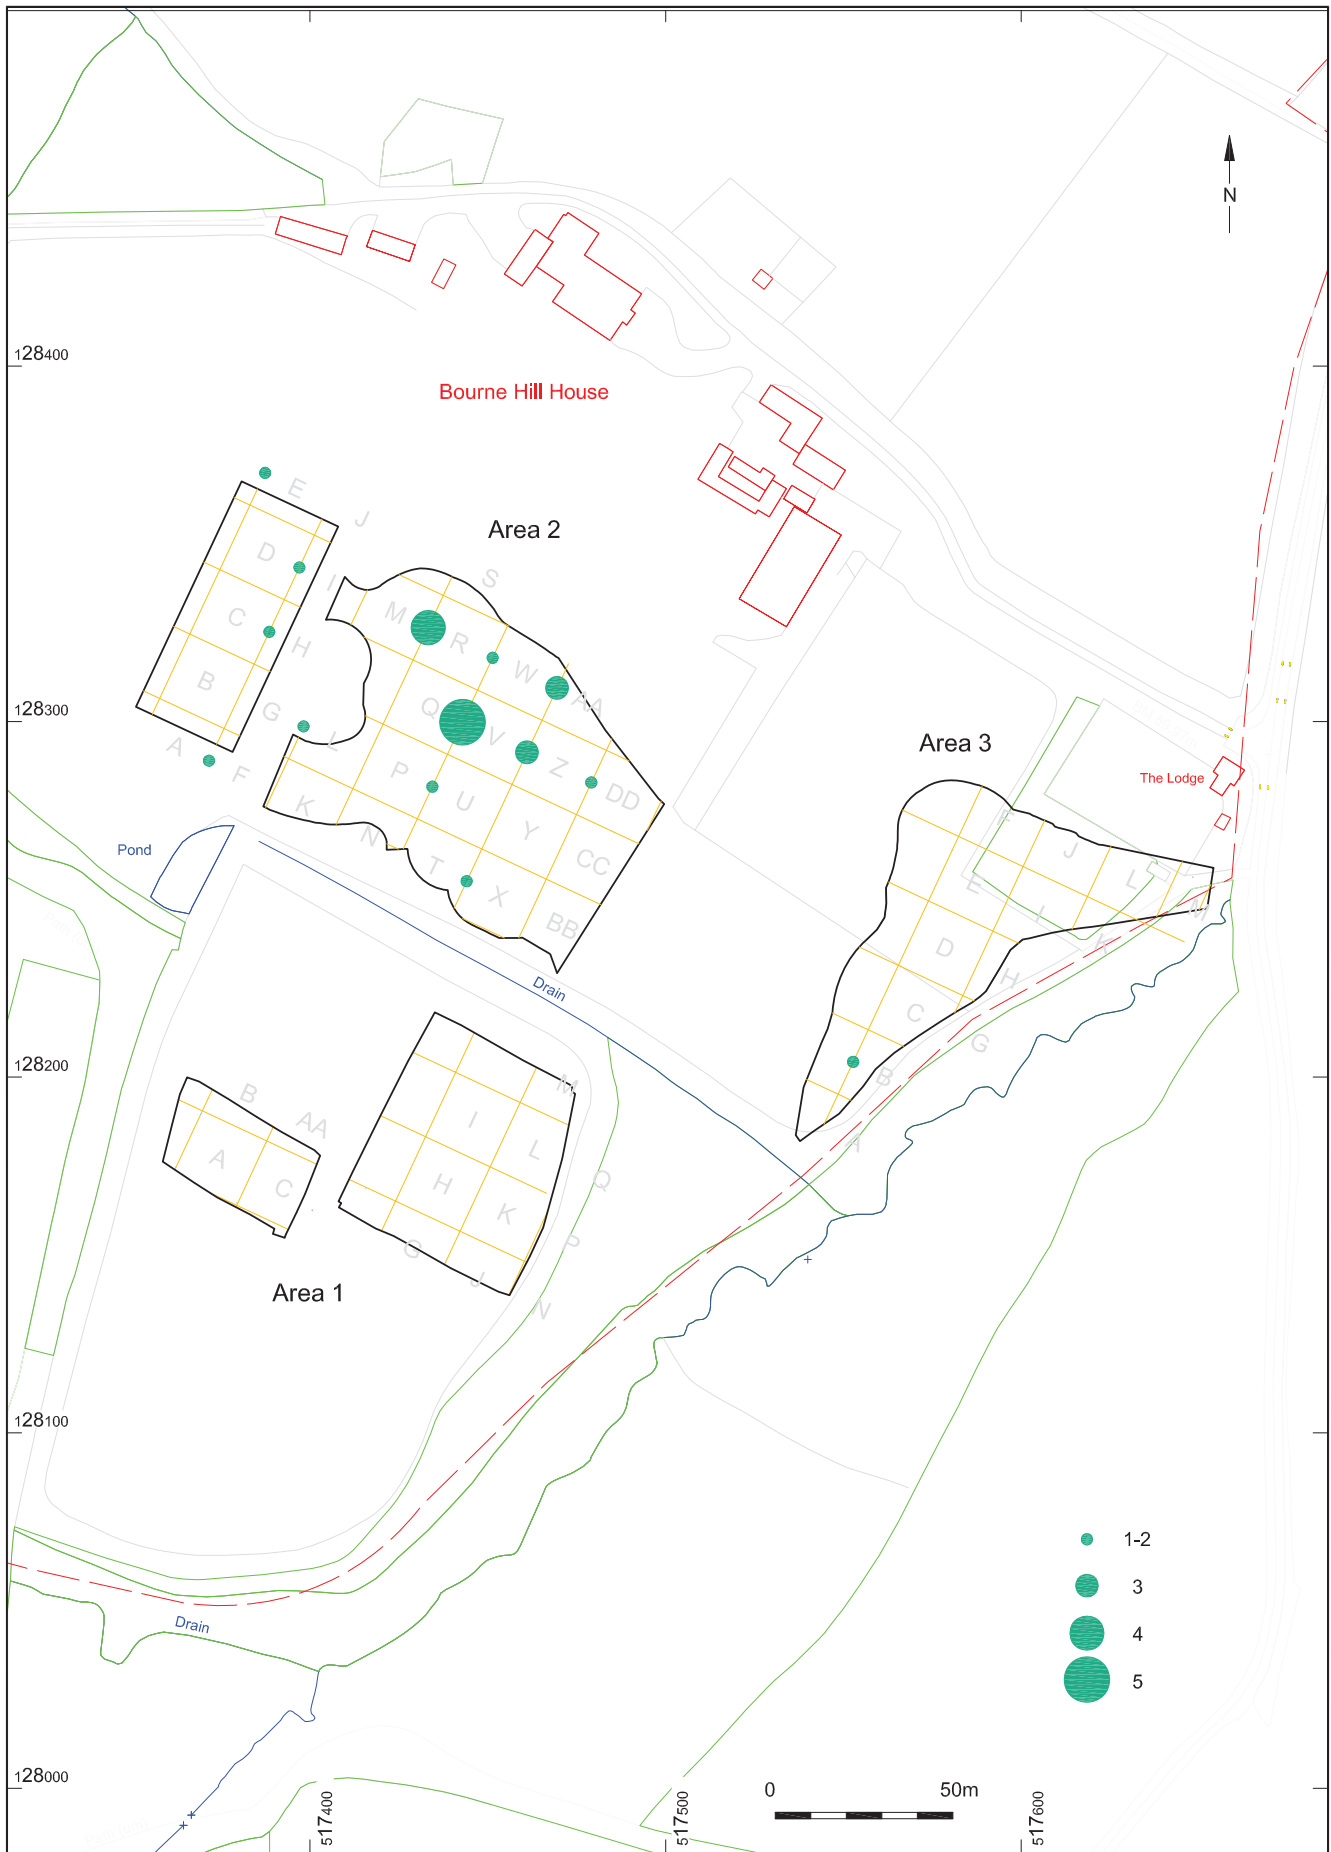 N
128400
Bourne Hill House
Area 2
E
J
D
I
S
M
C
R
H
W
B
AA
G
Q
V
L
A
F
Z
P
DD
K
U
Y
N
CC
T
X
BB
Area 3
The Lodge
128300
F
J
E
L
I
M
D
K
H
C
G
B
A
Pond
Drain
128200
B
AA
M
I
A
L
C
H
Q
K
G
P
J
N
Area 1
128100
Drain
1-2
3
4
5
128000
0 50m
517400
517500
517600